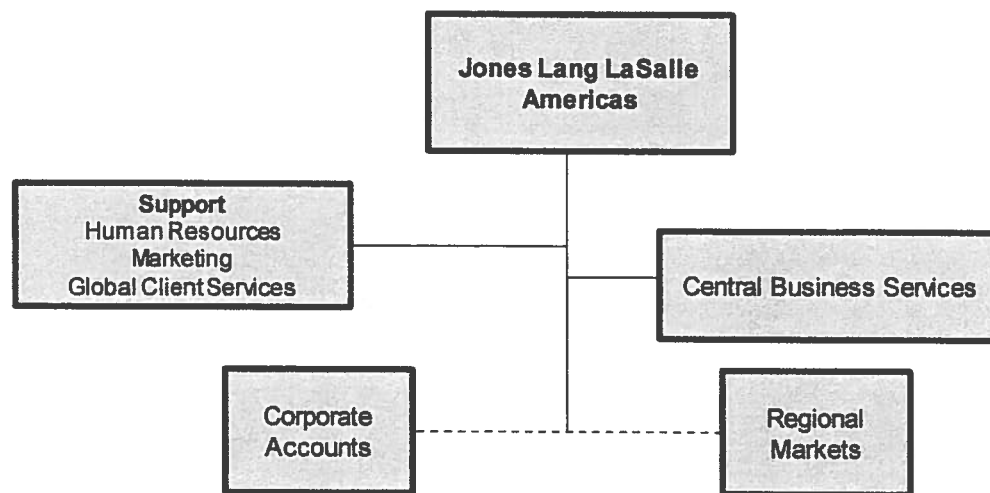 Jones Lang LaSalle
Americas
Support
Human Resources
Marketing
Global Client Services
Central Business Services
Corporate
Accounts
Regional
Markets